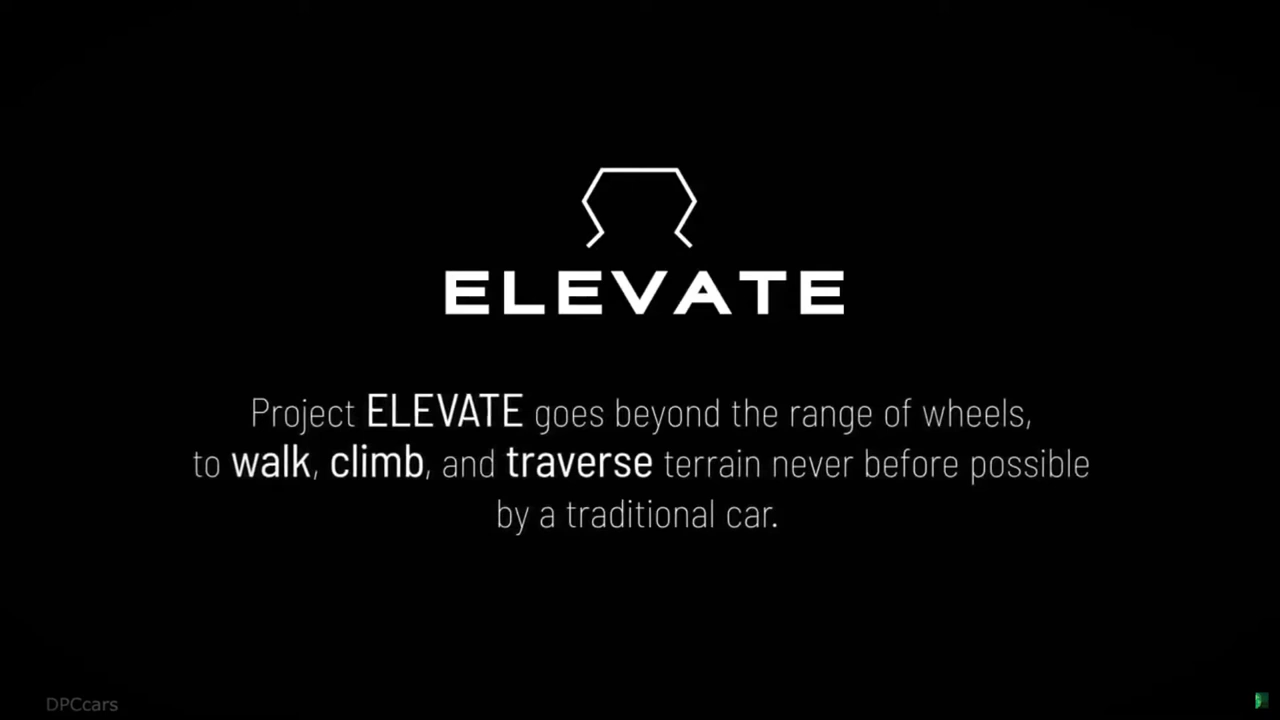 ELEVATE
Project ELEVATE goes beyond the range of wheels,
to walk, climb, and traverse terrain never before possible
by a traditional car.
DPCcars